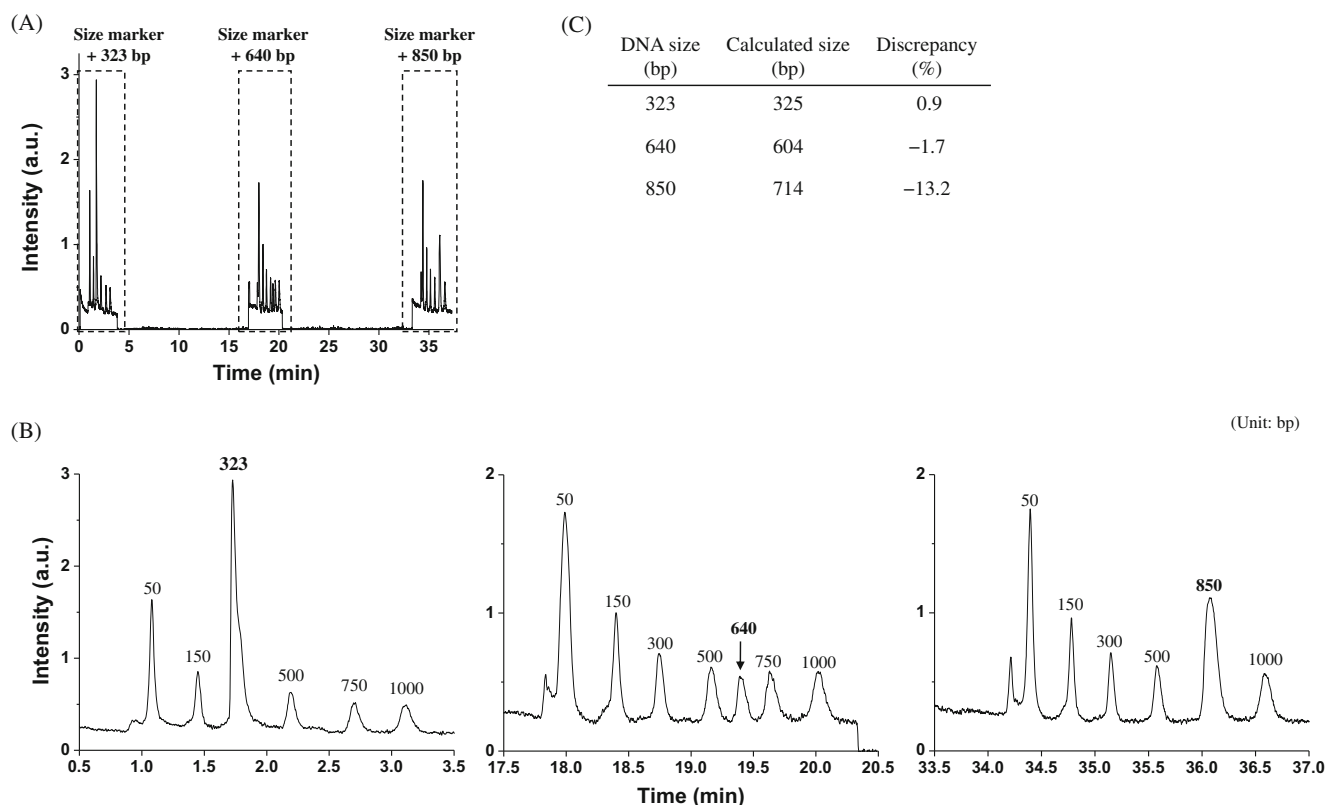 (A)
Size marker + 323 bp
Size marker + 640 bp
Size marker + 850 bp
Intensity (a.u.)
3
2
1
0
0 5 10 15 20 25 30 35
Time (min)
(C)
DNA size (bp) Calculated size (bp) Discrepancy (%)
323 325 0.9
640 604 −1.7
850 714 −13.2
(B)
(Unit: bp)
Intensity (a.u.)
3
2
1
0
50 150 323 500 750 1000
0.5 1.0 1.5 2.0 2.5 3.0 3.5
2
1
0
50 150 300 500 640 750 1000
17.5 18.0 18.5 19.0 19.5 20.0 20.5
2
1
0
50 150 300 500 850 1000
33.5 34.0 34.5 35.0 35.5 36.0 36.5 37.0
Time (min)